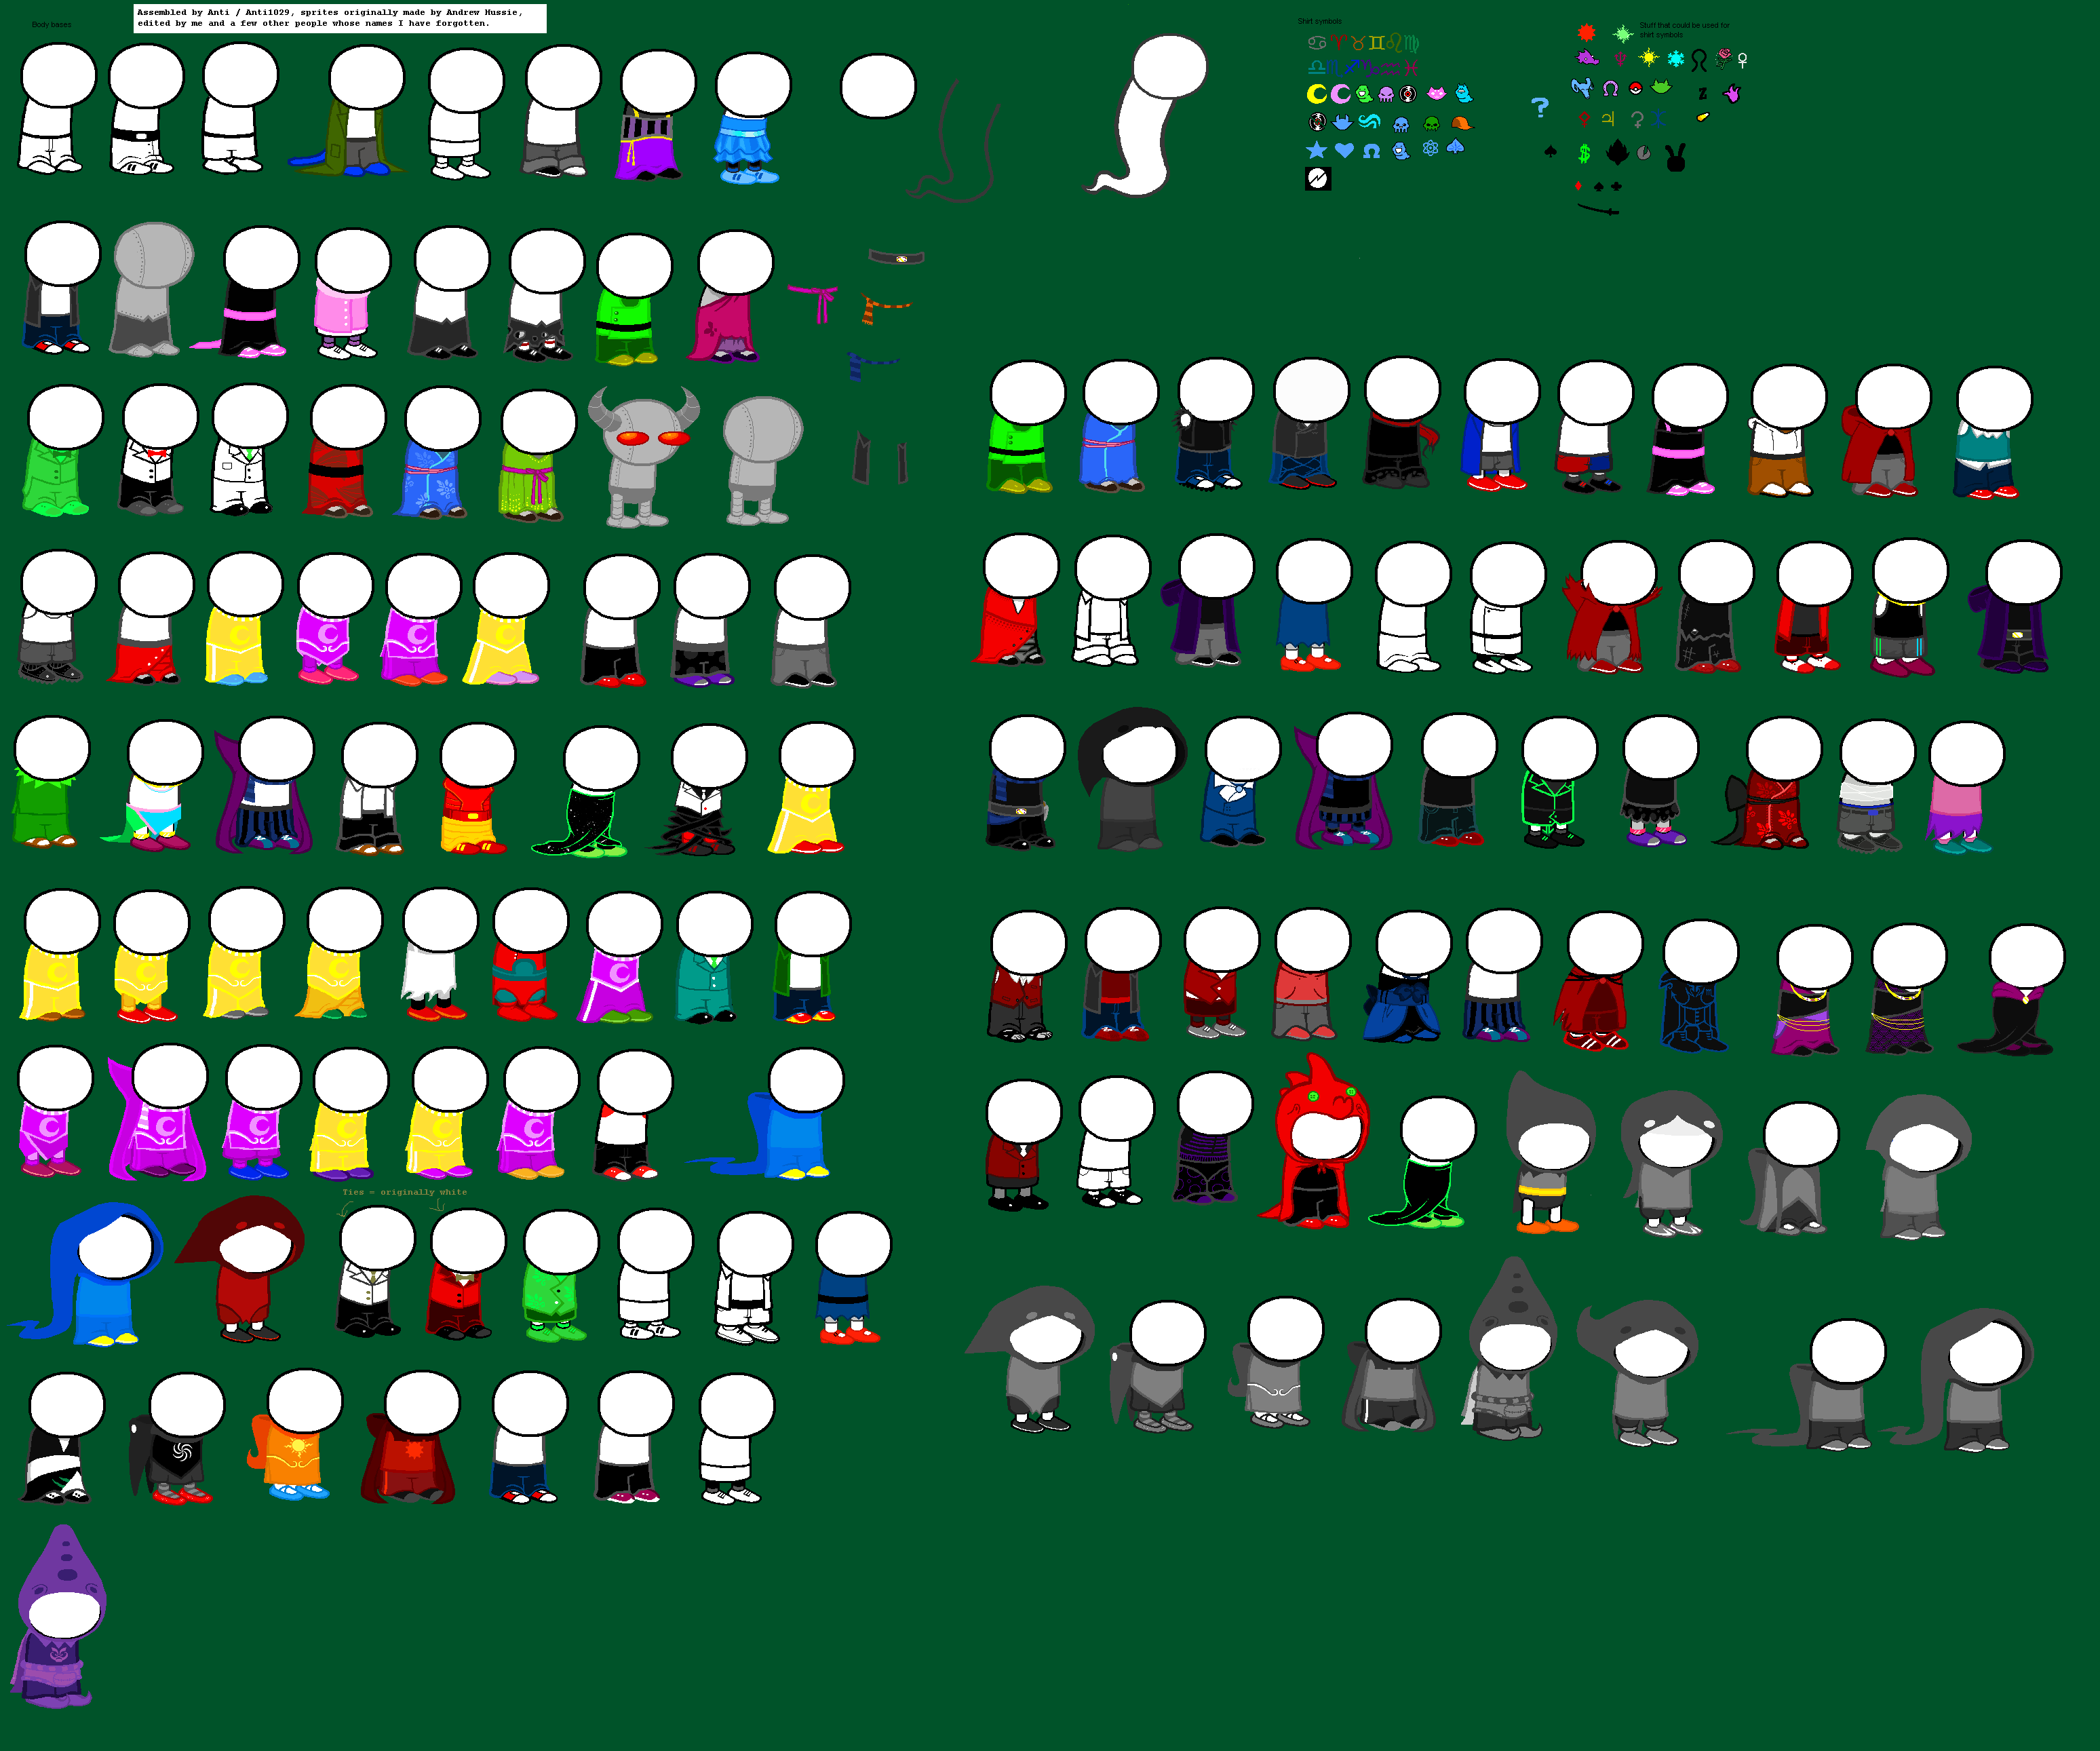 Assembled by Anti / Anti1029, sprites originally made by Andrew Hussie,
edited by me and a few other people whose names I have forgotten.
Body bases
Shirt symbols
Stuff that could be used for
shirt symbols
Ties = originally white